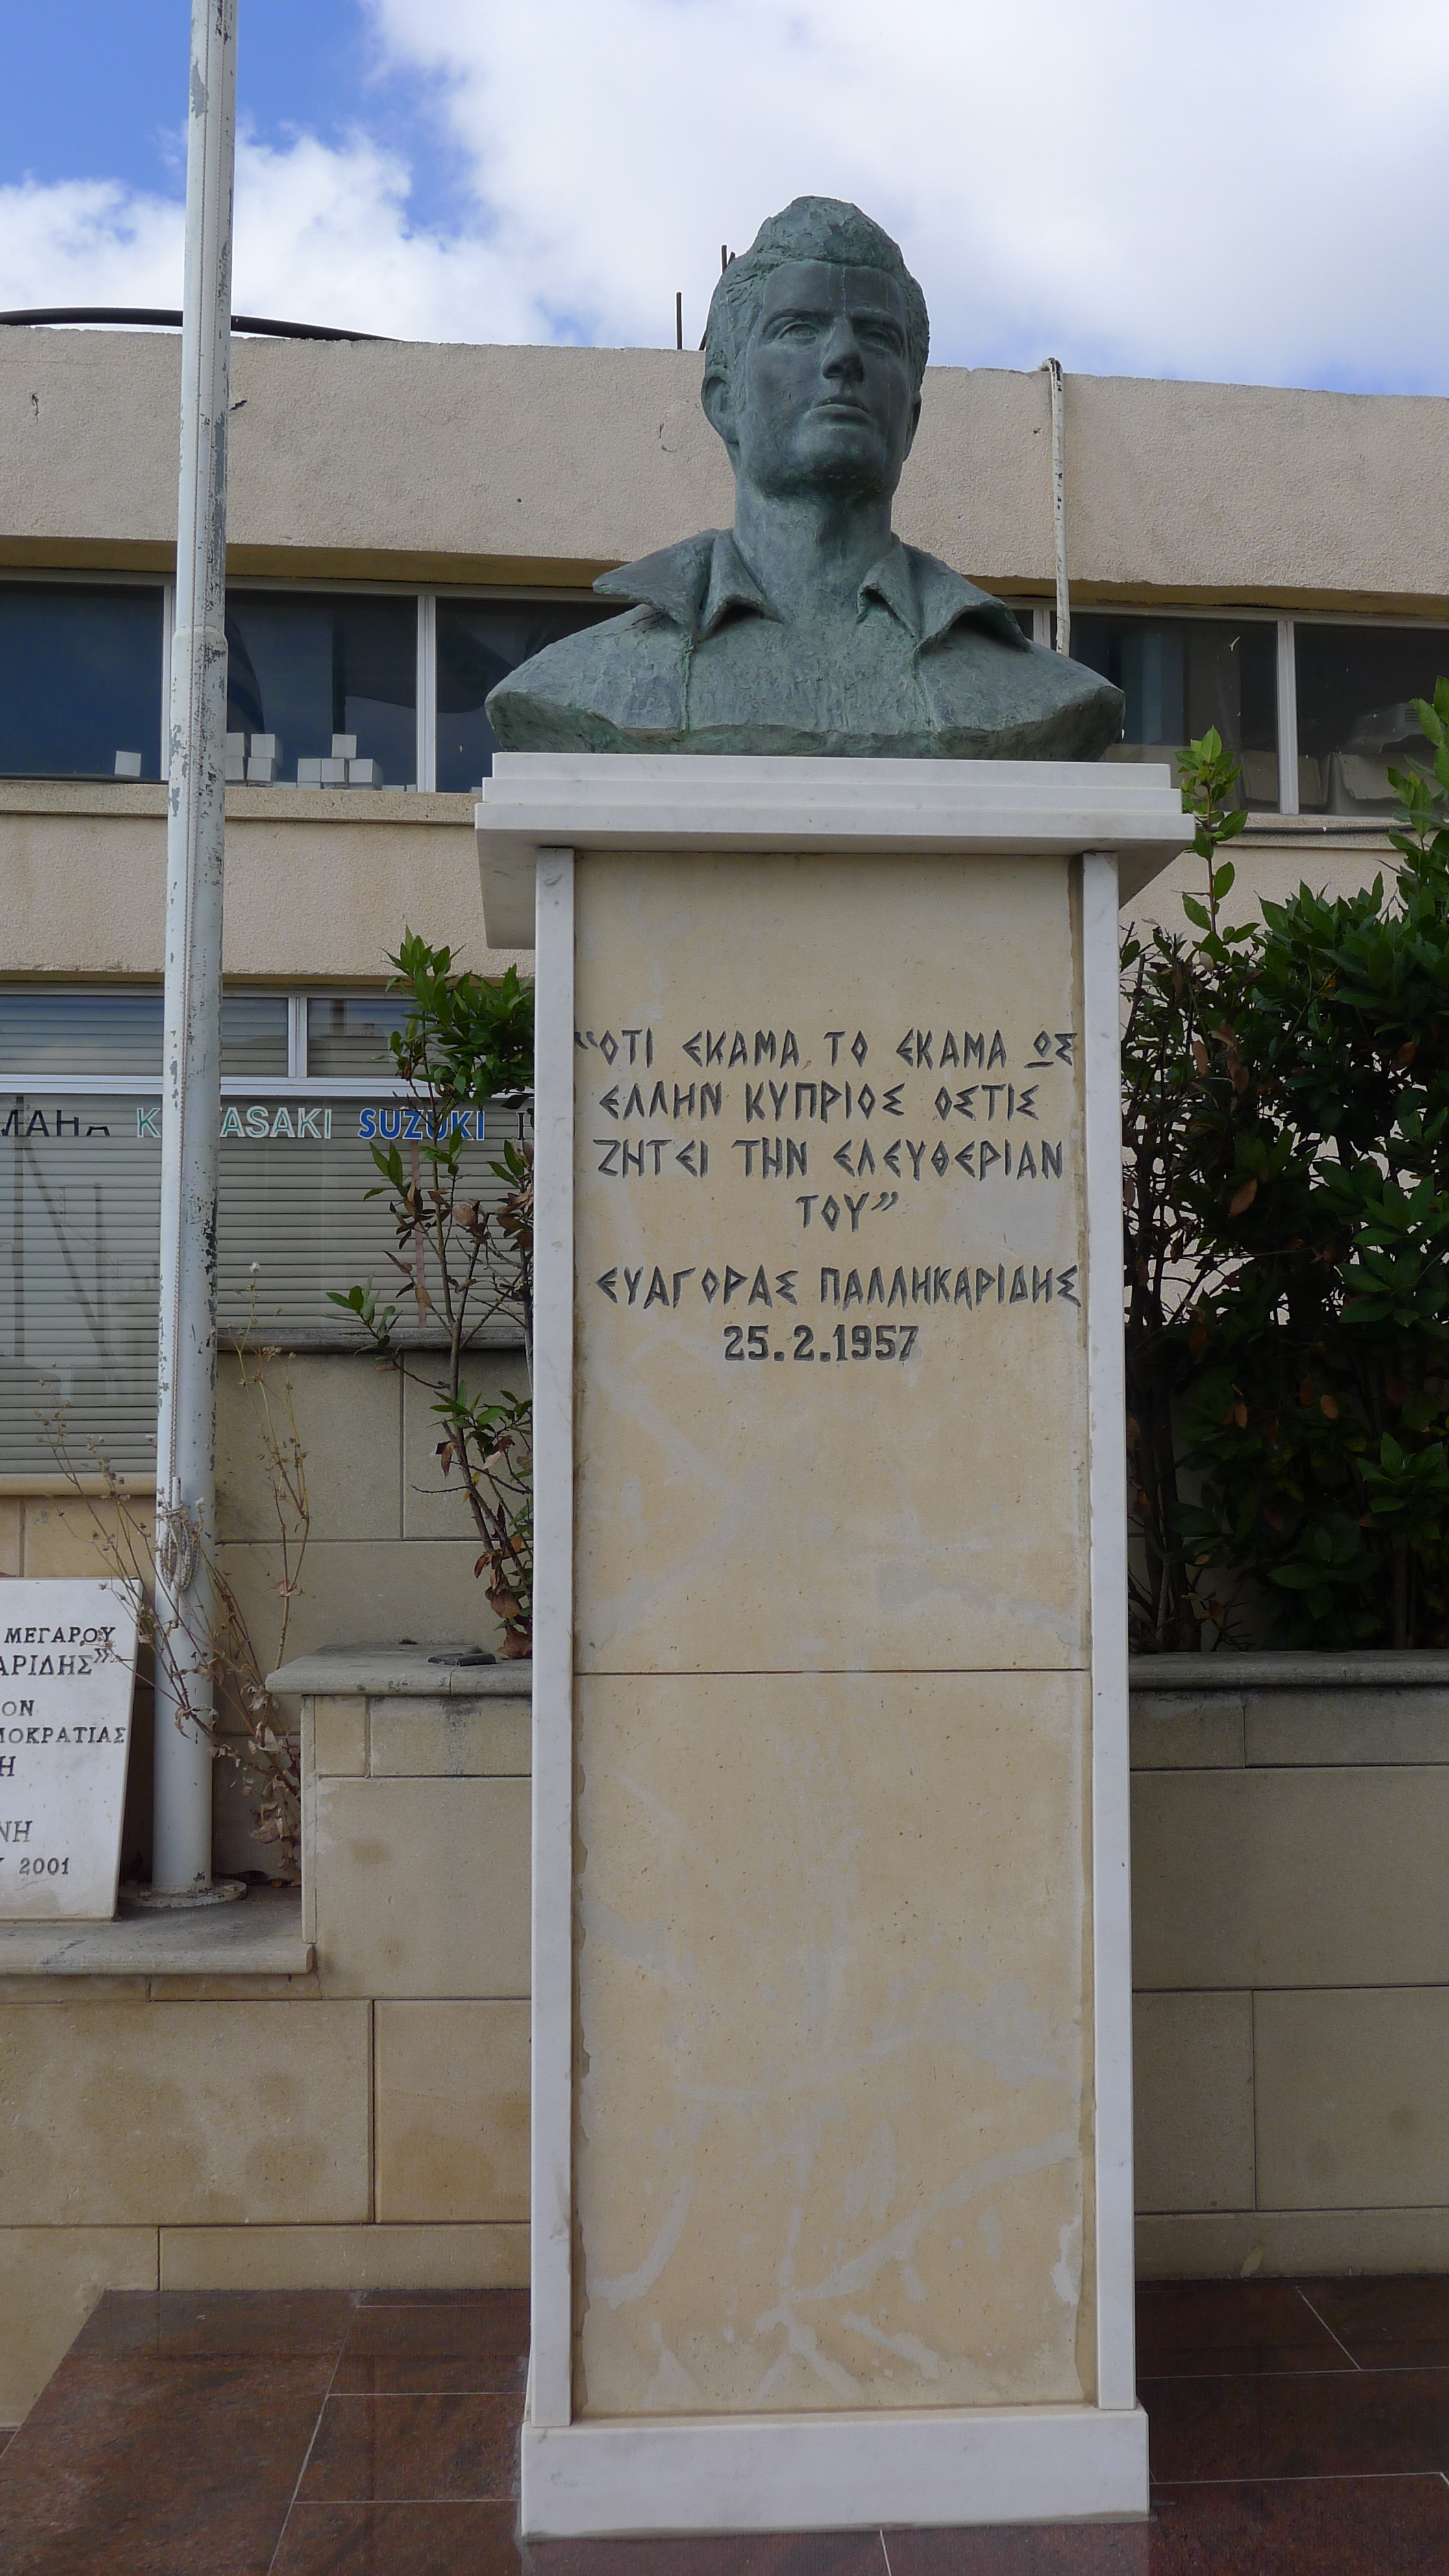 “ΟΤΙ ΕΚΑΜΑ ΤΟ ΕΚΑΜΑ ΩΣ
ΕΛΛΗΝ ΚΥΠΡΙΟΣ ΟΣΤΙΣ
ΖΗΤΕΙ ΤΗΝ ΕΛΕΥΘΕΡΙΑΝ
ΤΟΥ”
ΕΥΑΓΟΡΑΣ ΠΑΛΛΗΚΑΡΙΔΗΣ
25.2.1957
SUZUKI
ΜΕΓΑΡΟΥ
ΑΡΙΔΗΣ”
ΟΝ
ΜΟΚΡΑΤΙΑΣ
Η
ΝΗ
2001